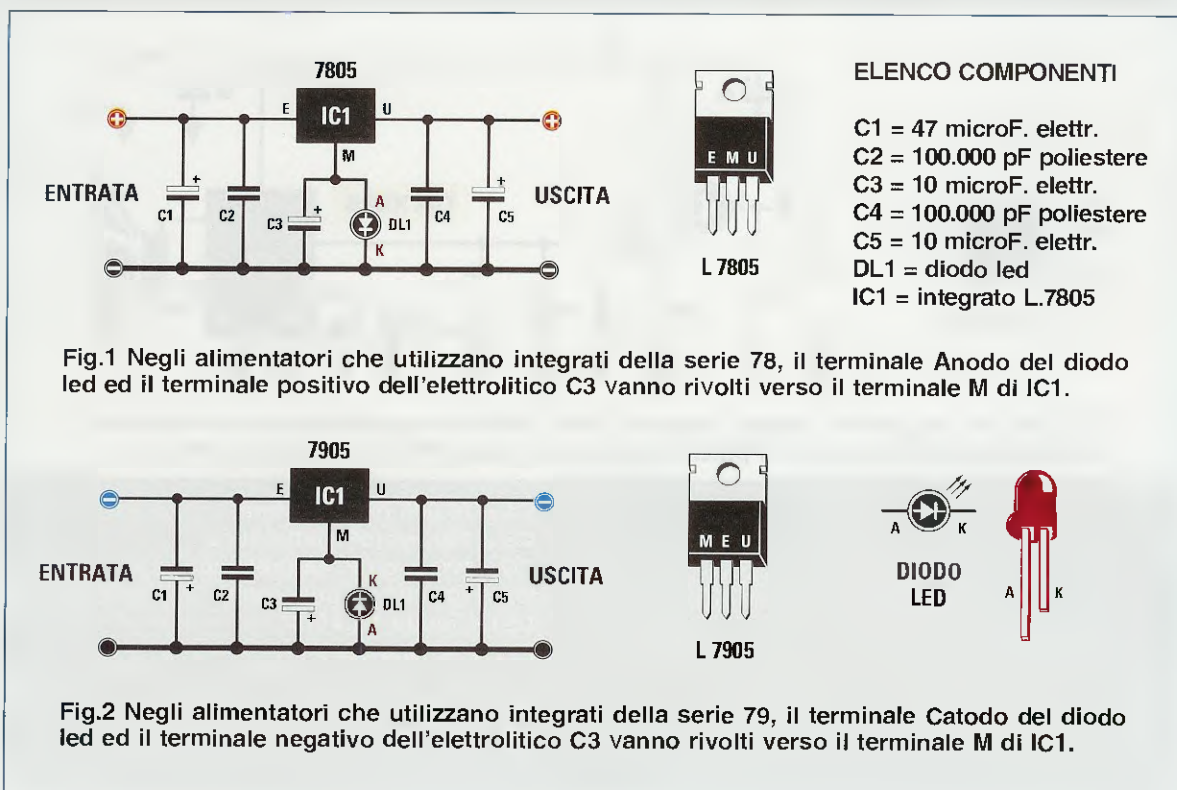 7805
IC1
E
U
M
ENTRATA
+
C1
C2
C3
+
A
DL1
K
C4
+
C5
USCITA
E M U
L 7805
ELENCO COMPONENTI
C1 = 47 microF. elettr.
C2 = 100.000 pF poliestere
C3 = 10 microF. elettr.
C4 = 100.000 pF poliestere
C5 = 10 microF. elettr.
DL1 = diodo led
IC1 = integrato L.7805
Fig.1 Negli alimentatori che utilizzano integrati della serie 78, il terminale Anodo del diodo
led ed il terminale positivo dell'elettrolitico C3 vanno rivolti verso il terminale M di IC1.
7905
IC1
E
U
M
ENTRATA
C1
+
C2
C3
+
K
DL1
A
C4
+
C5
USCITA
M E U
L 7905
A
K
DIODO
LED
A
K
Fig.2 Negli alimentatori che utilizzano integrati della serie 79, il terminale Catodo del diodo
led ed il terminale negativo dell'elettrolitico C3 vanno rivolti verso il terminale M di IC1.